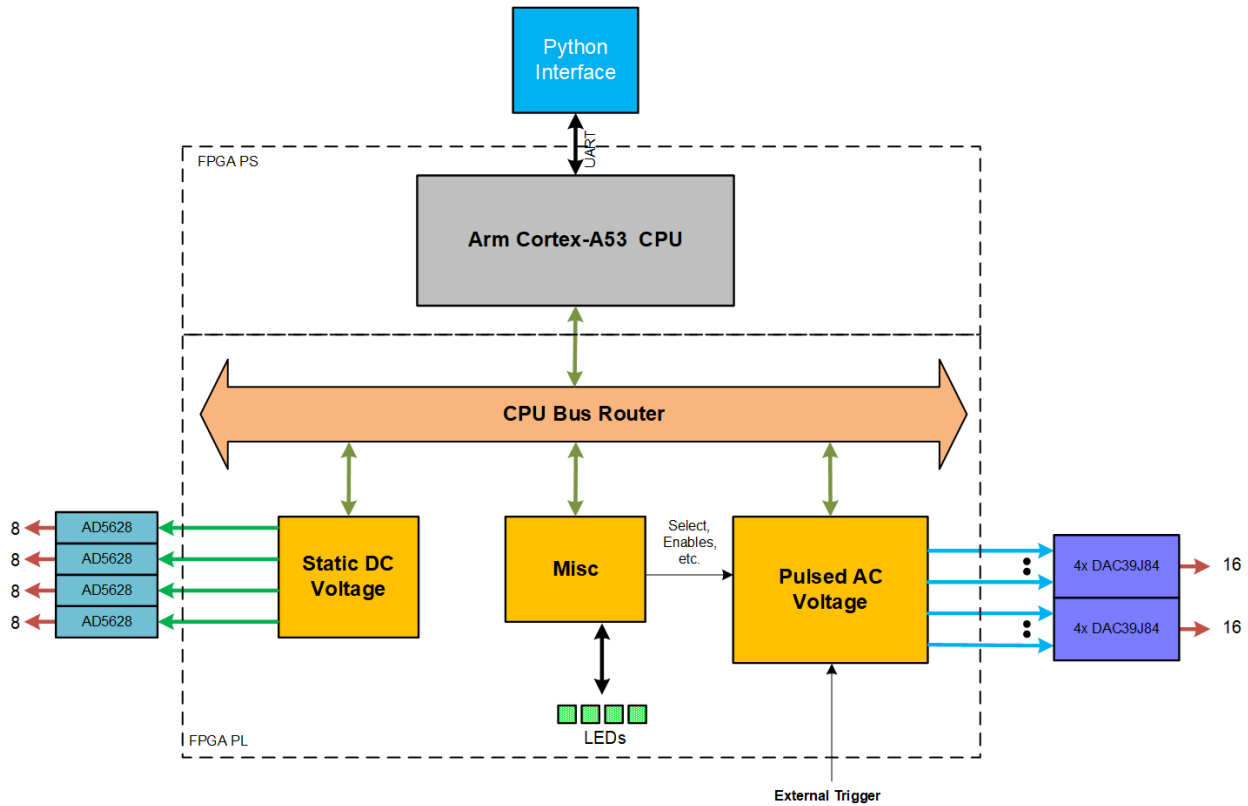 Python
Interface
UART
FPGA PS
Arm Cortex-A53 CPU
CPU Bus Router
Static DC
Voltage
Misc
Select,
Enables,
etc.
Pulsed AC
Voltage
8
AD5628
8
AD5628
8
AD5628
8
AD5628
4x DAC39J84
16
4x DAC39J84
16
LEDs
FPGA PL
External Trigger